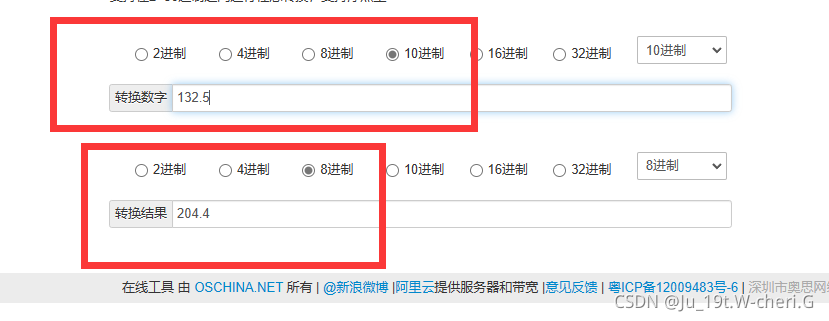 2进制 4进制 8进制 10进制 16进制 32进制 10进制
转换数字 132.5
2进制 4进制 8进制 10进制 16进制 32进制 8进制
转换结果 204.4
在线工具 由 OSCHINA.NET 所有 | @新浪微博 |阿里云提供服务器和带宽 |意见反馈 | 粤ICP备12009483号-6 | 深圳市奥思网
CSDN @Ju_19t.W-cheri.G